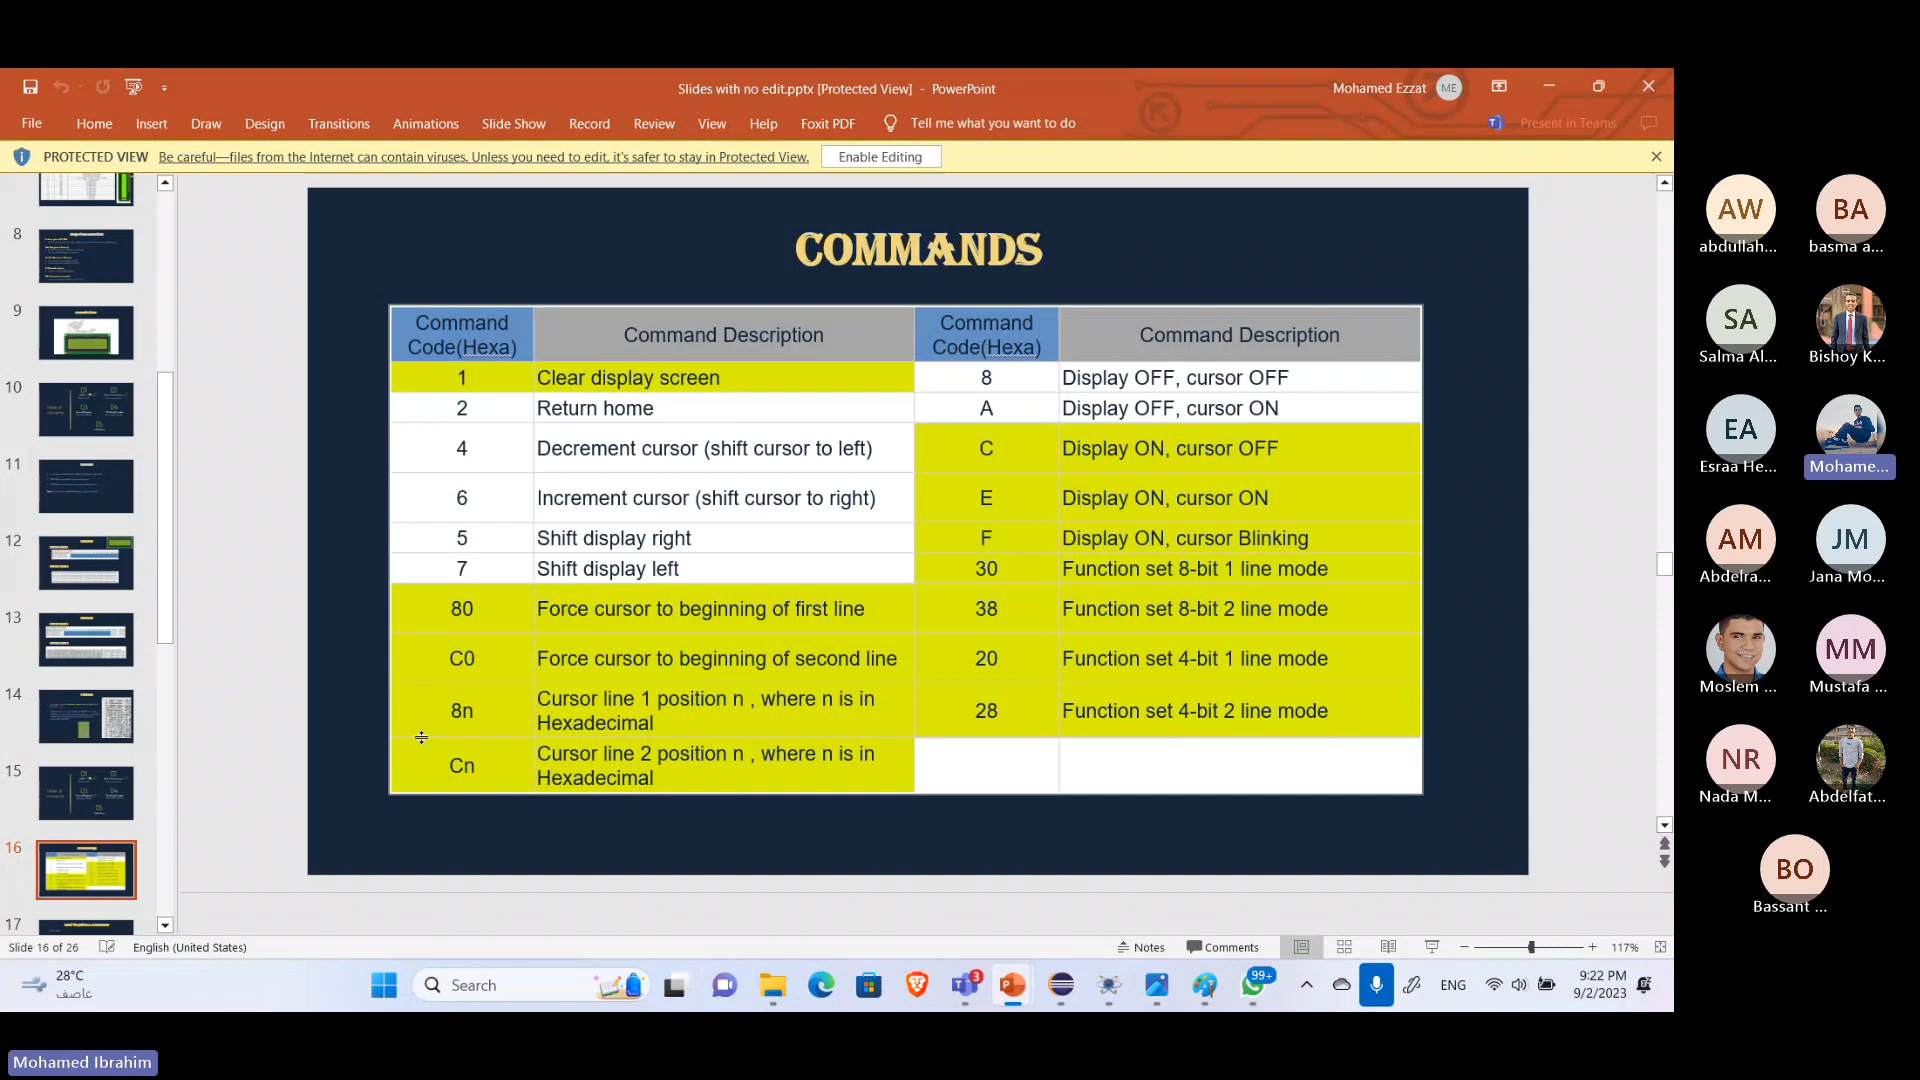 Slides with no edit.pptx [Protected View] - PowerPoint
Mohamed Ezzat
ME
File Home Insert Draw Design Transitions Animations Slide Show Record Review View Help Foxit PDF Tell me what you want to do
Present in Teams
PROTECTED VIEW Be careful—files from the Internet can contain viruses. Unless you need to edit, it's safer to stay in Protected View. Enable Editing
8
9
10
11
12
13
14
15
16
17
COMMANDS
Command Code(Hexa) Command Description Command Code(Hexa) Command Description
1 Clear display screen 8 Display OFF, cursor OFF
2 Return home A Display OFF, cursor ON
4 Decrement cursor (shift cursor to left) C Display ON, cursor OFF
6 Increment cursor (shift cursor to right) E Display ON, cursor ON
5 Shift display right F Display ON, cursor Blinking
7 Shift display left 30 Function set 8-bit 1 line mode
80 Force cursor to beginning of first line 38 Function set 8-bit 2 line mode
C0 Force cursor to beginning of second line 20 Function set 4-bit 1 line mode
8n Cursor line 1 position n , where n is in Hexadecimal 28 Function set 4-bit 2 line mode
Cn Cursor line 2 position n , where n is in Hexadecimal
AW
abdullah...
BA
basma a...
SA
Salma Al...
Bishoy K...
EA
Esraa He...
Mohame...
AM
Abdelra...
JM
Jana Mo...
Moslem ...
MM
Mustafa ...
NR
Nada M...
Abdelfat...
BO
Bassant ...
Slide 16 of 26 English (United States) Notes Comments 117%
28°C
عاصف
Search
3
99+
ENG
9:22 PM
9/2/2023
Mohamed Ibrahim